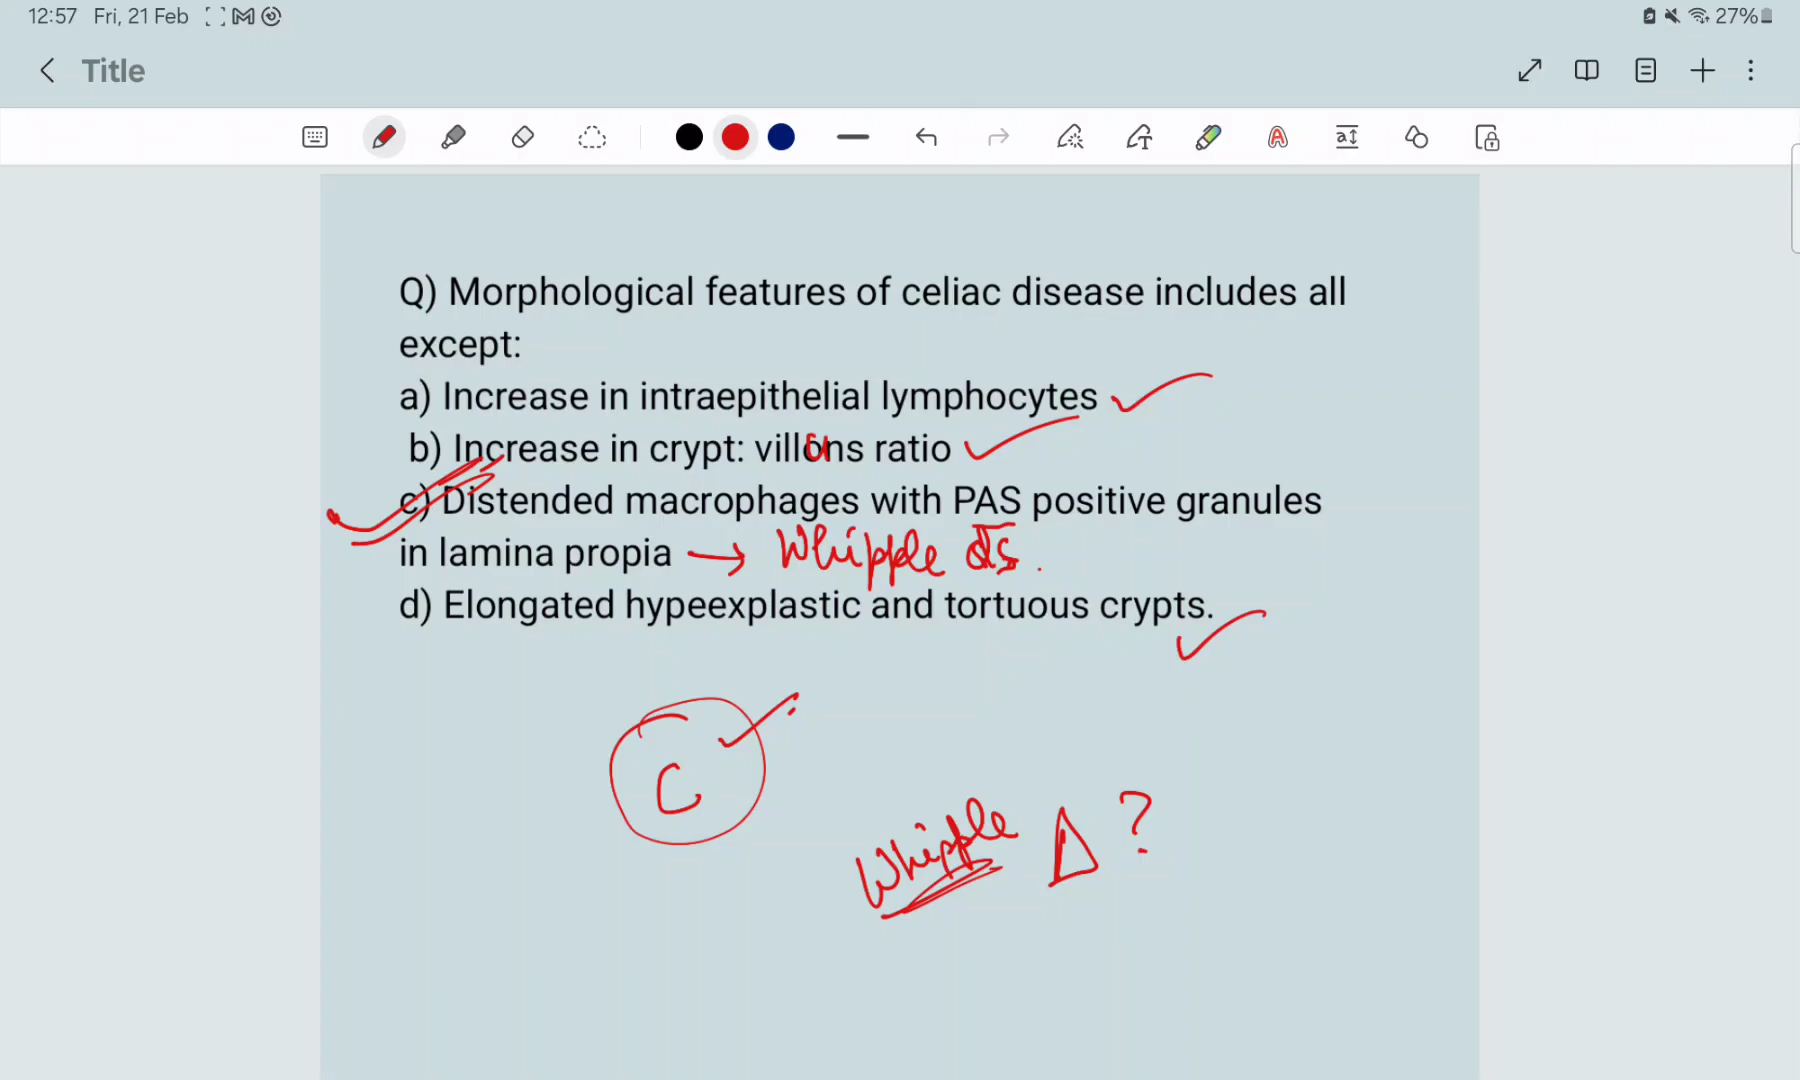 12:57 Fri, 21 Feb
27%
Title
Q) Morphological features of celiac disease includes all
except:
a) Increase in intraepithelial lymphocytes
b) Increase in crypt: villons ratio
u
c) Distended macrophages with PAS positive granules
in lamina propia → Whipple ds.
d) Elongated hypeexplastic and tortuous crypts.
C
Whipple Δ ?